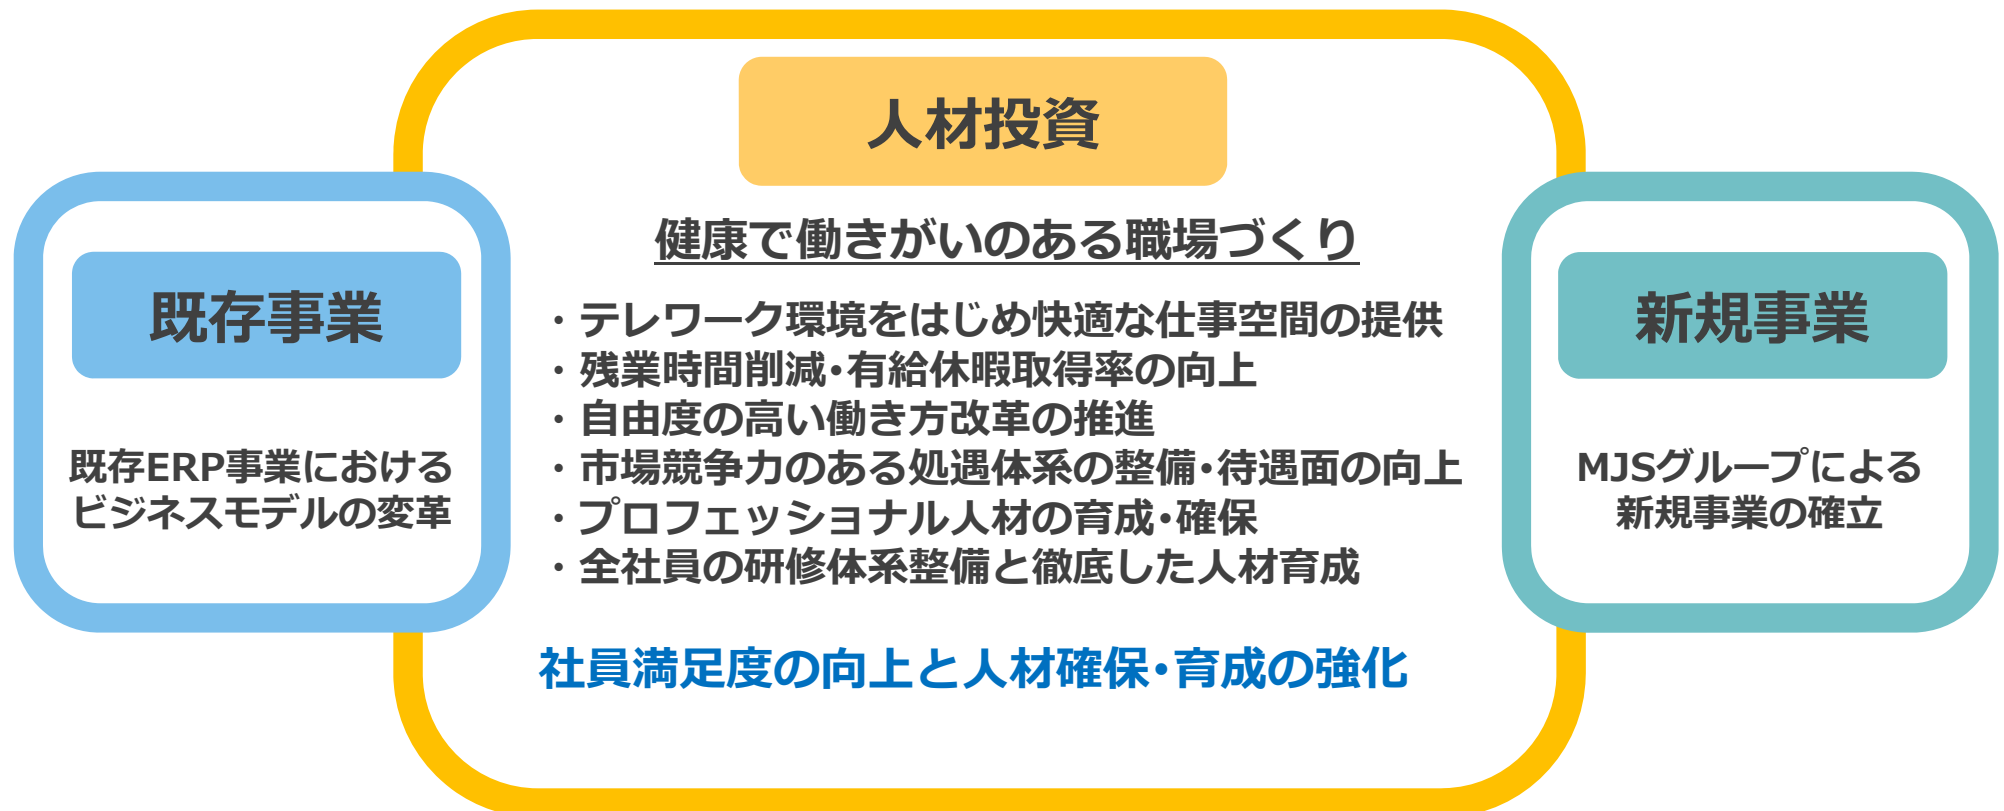 人材投資
健康で働きがいのある職場づくり
・テレワーク環境をはじめ快適な仕事空間の提供
・残業時間削減・有給休暇取得率の向上
・自由度の高い働き方改革の推進
・市場競争力のある処遇体系の整備・待遇面の向上
・プロフェッショナル人材の育成・確保
・全社員の研修体系整備と徹底した人材育成
社員満足度の向上と人材確保・育成の強化
既存事業
既存ERP事業における
ビジネスモデルの変革
新規事業
MJSグループによる
新規事業の確立